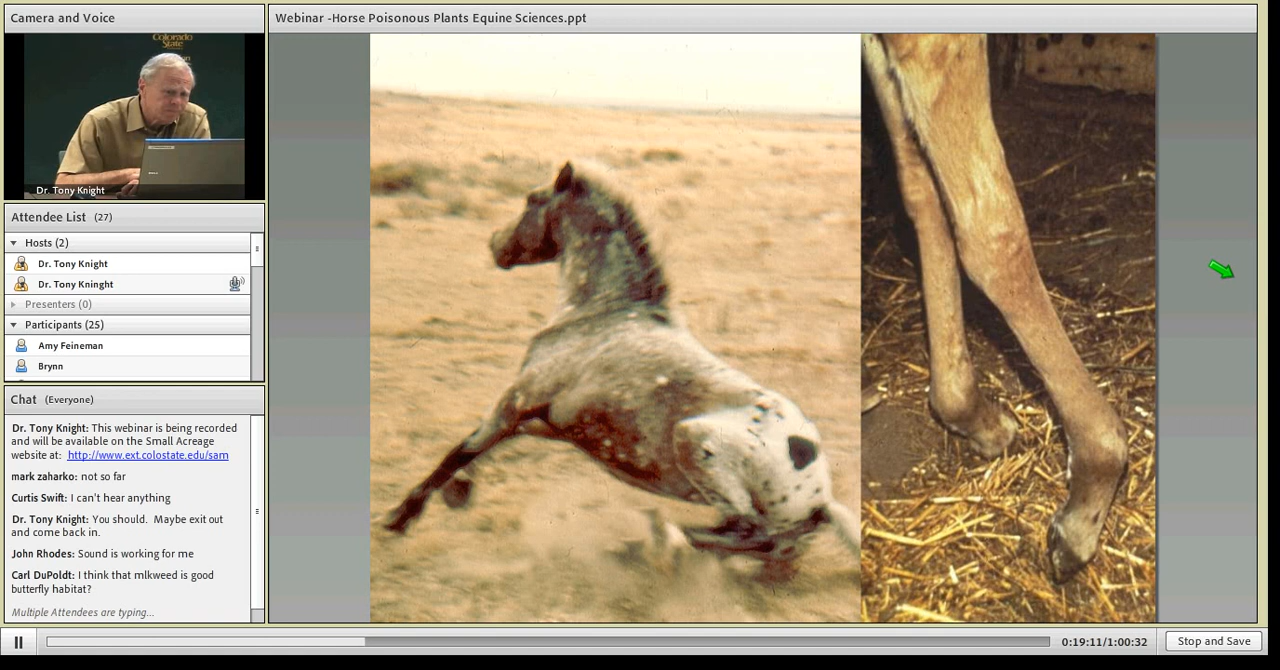 Camera and Voice
Colorado
State
Dr. Tony Knight
Attendee List (27)
Hosts (2)
Dr. Tony Knight
Dr. Tony Kninght
Presenters (0)
Participants (25)
Amy Feineman
Brynn
Chat (Everyone)
Dr. Tony Knight: This webinar is being recorded
and will be available on the Small Acreage
website at: http://www.ext.colostate.edu/sam
mark zaharko: not so far
Curtis Swift: I can't hear anything
Dr. Tony Knight: You should. Maybe exit out
and come back in.
John Rhodes: Sound is working for me
Carl DuPoldt: I think that mlkweed is good
butterfly habitat?
Multiple Attendees are typing...
Webinar -Horse Poisonous Plants Equine Sciences.ppt
0:19:11/1:00:32
Stop and Save